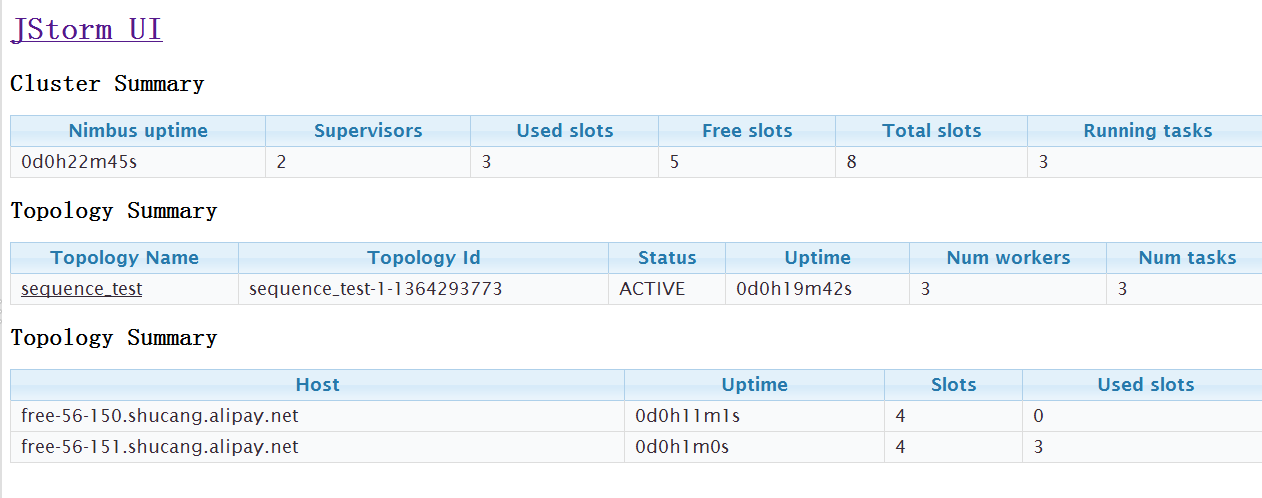 JStorm UI
Cluster Summary
Nimbus uptime Supervisors Used slots Free slots Total slots Running tasks
0d0h22m45s 2 3 5 8 3
Topology Summary
Topology Name Topology Id Status Uptime Num workers Num tasks
sequence_test sequence_test-1-1364293773 ACTIVE 0d0h19m42s 3 3
Topology Summary
Host Uptime Slots Used slots
free-56-150.shucang.alipay.net 0d0h11m1s 4 0
free-56-151.shucang.alipay.net 0d0h1m0s 4 3